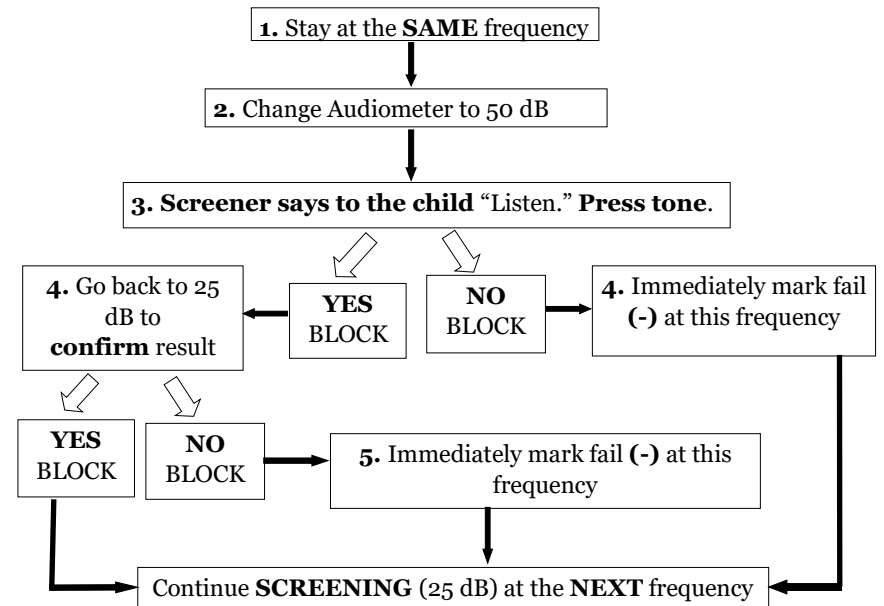 1. Stay at the SAME frequency
2. Change Audiometer to 50 dB
3. Screener says to the child “Listen.” Press tone.
4. Go back to 25
dB to
confirm result
YES
BLOCK
NO
BLOCK
4. Immediately mark fail
(-) at this frequency
YES
BLOCK
NO
BLOCK
5. Immediately mark fail (-) at this
frequency
Continue SCREENING (25 dB) at the NEXT frequency